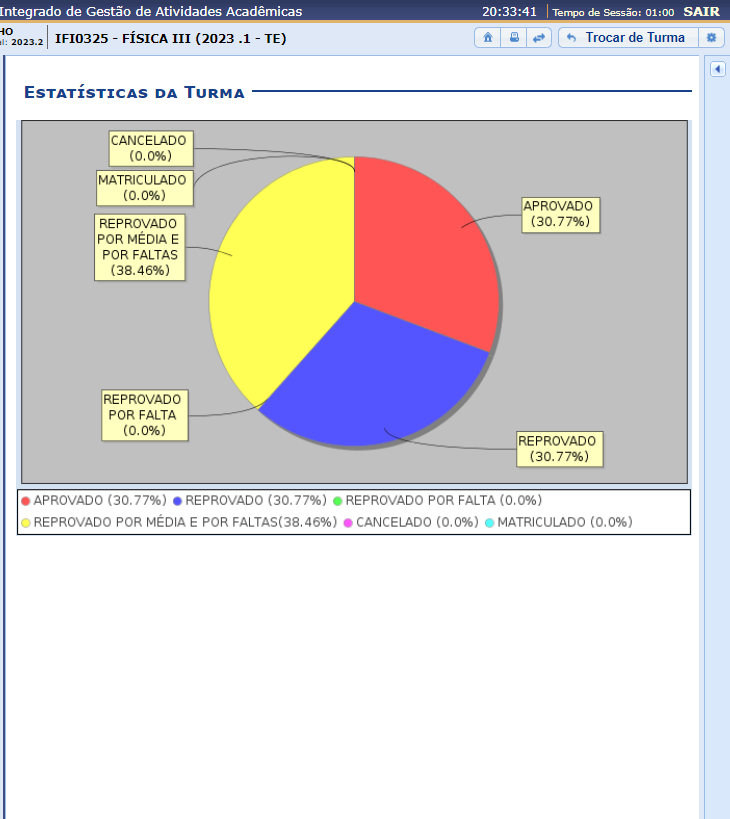 Integrado de Gestão de Atividades Acadêmicas 20:33:41 Tempo de Sessão: 01:00 SAIR
HO
el: 2023.2 IFI0325 - FÍSICA III (2023 .1 - TE) Trocar de Turma
ESTATÍSTICAS DA TURMA
CANCELADO
(0.0%)
MATRICULADO
(0.0%)
REPROVADO
POR MÉDIA E
POR FALTAS
(38.46%)
APROVADO
(30.77%)
REPROVADO
POR FALTA
(0.0%)
REPROVADO
(30.77%)
APROVADO (30.77%) REPROVADO (30.77%) REPROVADO POR FALTA (0.0%)
REPROVADO POR MÉDIA E POR FALTAS(38.46%) CANCELADO (0.0%) MATRICULADO (0.0%)